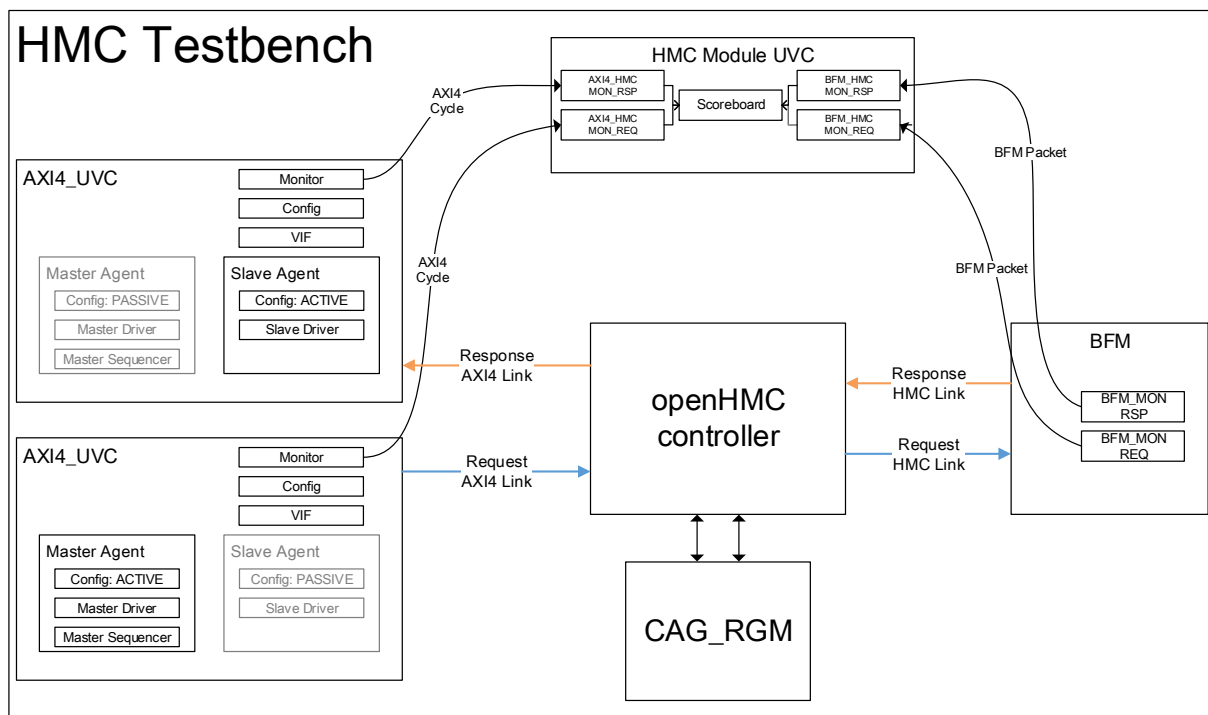 HMC Testbench
HMC Module UVC
AXI4_HMC
MON_RSP
AXI4_HMC
MON_REQ
Scoreboard
BFM_HMC
MON_RSP
BFM_HMC
MON_REQ
AXI4
Cycle
AXI4
Cycle
BFM Packet
BFM Packet
AXI4_UVC
Monitor
Config
VIF
Master Agent
Config: PASSIVE
Master Driver
Master Sequencer
Slave Agent
Config: ACTIVE
Slave Driver
Response
AXI4 Link
openHMC
controller
Response
HMC Link
BFM
BFM_MON
RSP
BFM_MON
REQ
AXI4_UVC
Monitor
Config
VIF
Master Agent
Config: ACTIVE
Master Driver
Master Sequencer
Slave Agent
Config: PASSIVE
Slave Driver
Request
AXI4 Link
Request
HMC Link
CAG_RGM